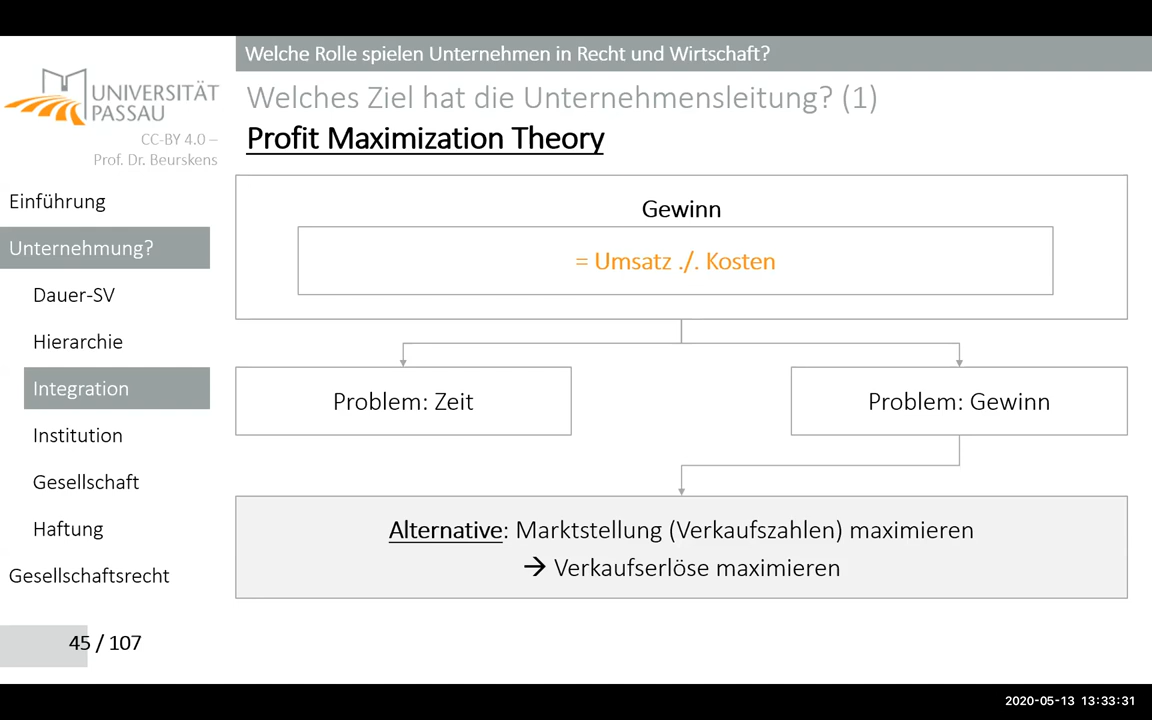 Welche Rolle spielen Unternehmen in Recht und Wirtschaft?
UNIVERSITÄT
PASSAU
CC-BY 4.0 –
Prof. Dr. Beurskens
Welches Ziel hat die Unternehmensleitung? (1)
Profit Maximization Theory
Einführung
Unternehmung?
Dauer-SV
Hierarchie
Integration
Institution
Gesellschaft
Haftung
Gesellschaftsrecht
45 / 107
Gewinn
= Umsatz ./. Kosten
Problem: Zeit
Problem: Gewinn
Alternative: Marktstellung (Verkaufszahlen) maximieren
→ Verkaufserlöse maximieren
2020-05-13 13:33:31